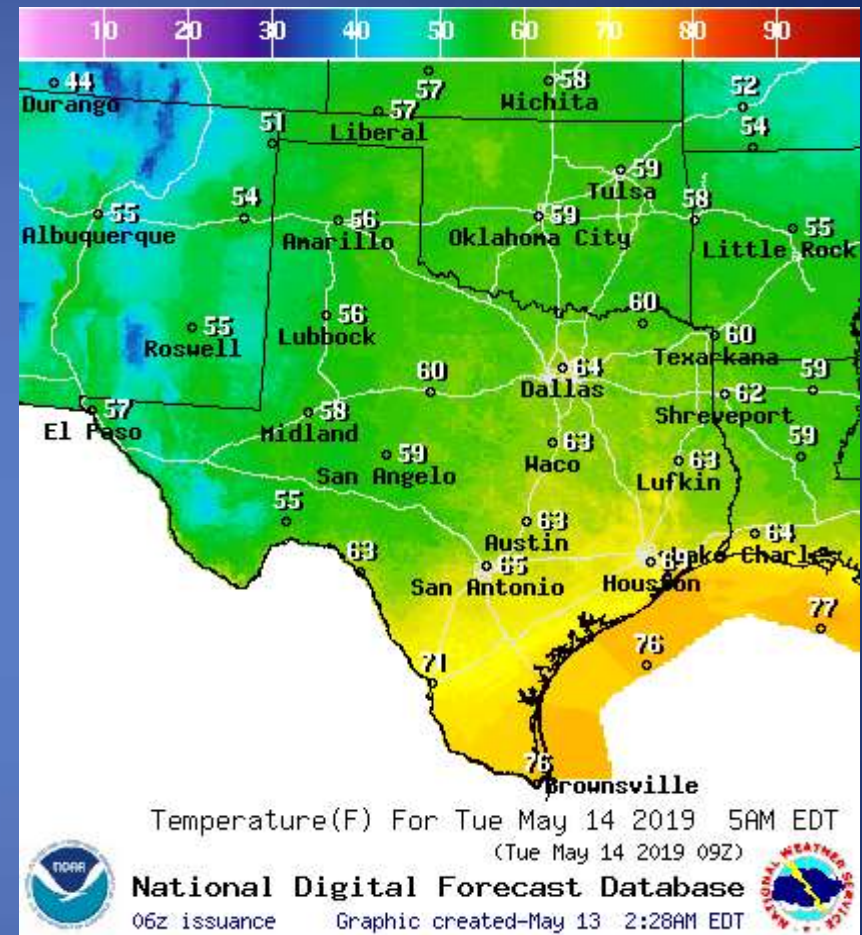 10 20 30 40 50 60 70 80 90
44
Durango
57
58
Wichita
52
57
Liberal
51
54
59
Tulsa
55
Albuquerque
54
56
Amarillo
59
Oklahoma City
58
55
Little Rock
55
Roswell
56
Lubbock
60
60
Texarkana
64
Dallas
60
59
62
Shreveport
57
El Paso
58
Midland
59
San Angelo
63
Waco
63
Lufkin
59
55
63
Austin
64
Lake Charles
63
65
San Antonio
69
Houston
77
76
71
76
Brownsville
Temperature(F) For Tue May 14 2019 5AM EDT
(Tue May 14 2019 09Z)
NOAA
National Digital Forecast Database
06z issuance Graphic created-May 13 2:28AM EDT
NATIONAL WEATHER SERVICE